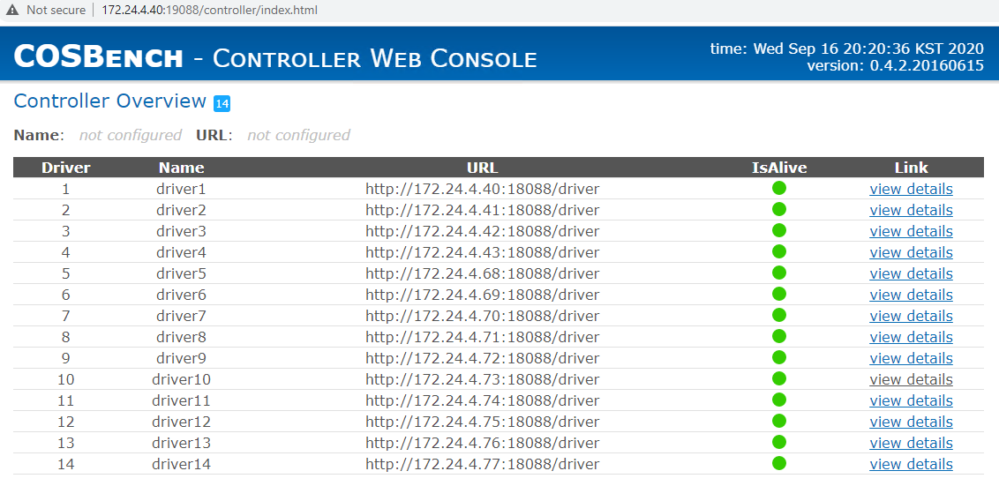 Not secure 172.24.4.40:19088/controller/index.html
COSBENCH - CONTROLLER WEB CONSOLE
time: Wed Sep 16 20:20:36 KST 2020
version: 0.4.2.20160615
Controller Overview 14
Name: not configured URL: not configured
Driver Name URL IsAlive Link
1 driver1 http://172.24.4.40:18088/driver view details
2 driver2 http://172.24.4.41:18088/driver view details
3 driver3 http://172.24.4.42:18088/driver view details
4 driver4 http://172.24.4.43:18088/driver view details
5 driver5 http://172.24.4.68:18088/driver view details
6 driver6 http://172.24.4.69:18088/driver view details
7 driver7 http://172.24.4.70:18088/driver view details
8 driver8 http://172.24.4.71:18088/driver view details
9 driver9 http://172.24.4.72:18088/driver view details
10 driver10 http://172.24.4.73:18088/driver view details
11 driver11 http://172.24.4.74:18088/driver view details
12 driver12 http://172.24.4.75:18088/driver view details
13 driver13 http://172.24.4.76:18088/driver view details
14 driver14 http://172.24.4.77:18088/driver view details